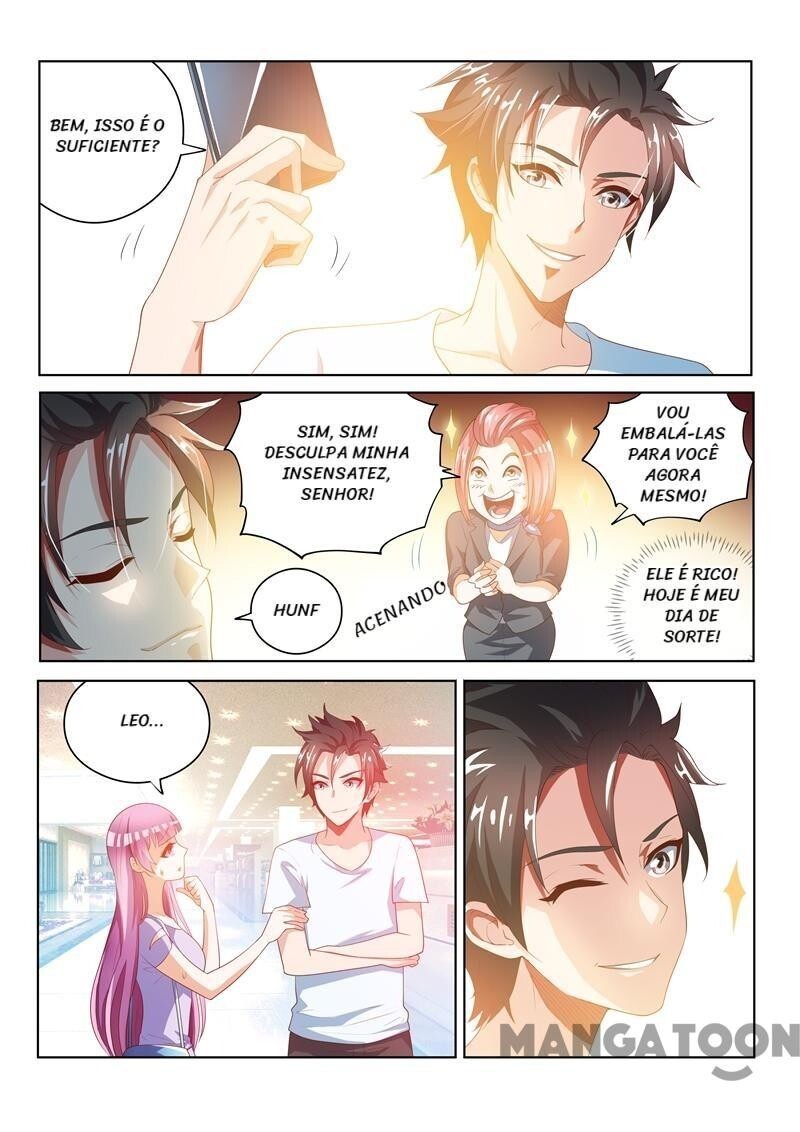 BEM, ISSO É O
SUFICIENTE?
SIM, SIM!
DESCULPA MINHA
INSENSATEZ,
SENHOR!
VOU
EMBALÁ-LAS
PARA VOCÊ
AGORA
MESMO!
HUNF
ACENANDO
ELE É RICO!
HOJE É MEU
DIA DE
SORTE!
LEO...
MANGATOON